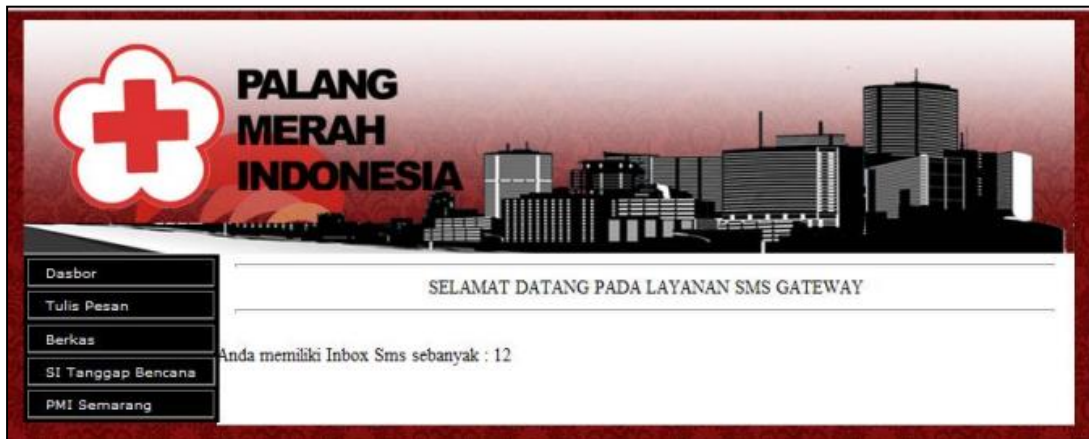 PALANG
MERAH
INDONESIA
Dasbor
Tulis Pesan
Berkas
SI Tanggap Bencana
PMI Semarang
SELAMAT DATANG PADA LAYANAN SMS GATEWAY
Anda memiliki Inbox Sms sebanyak : 12